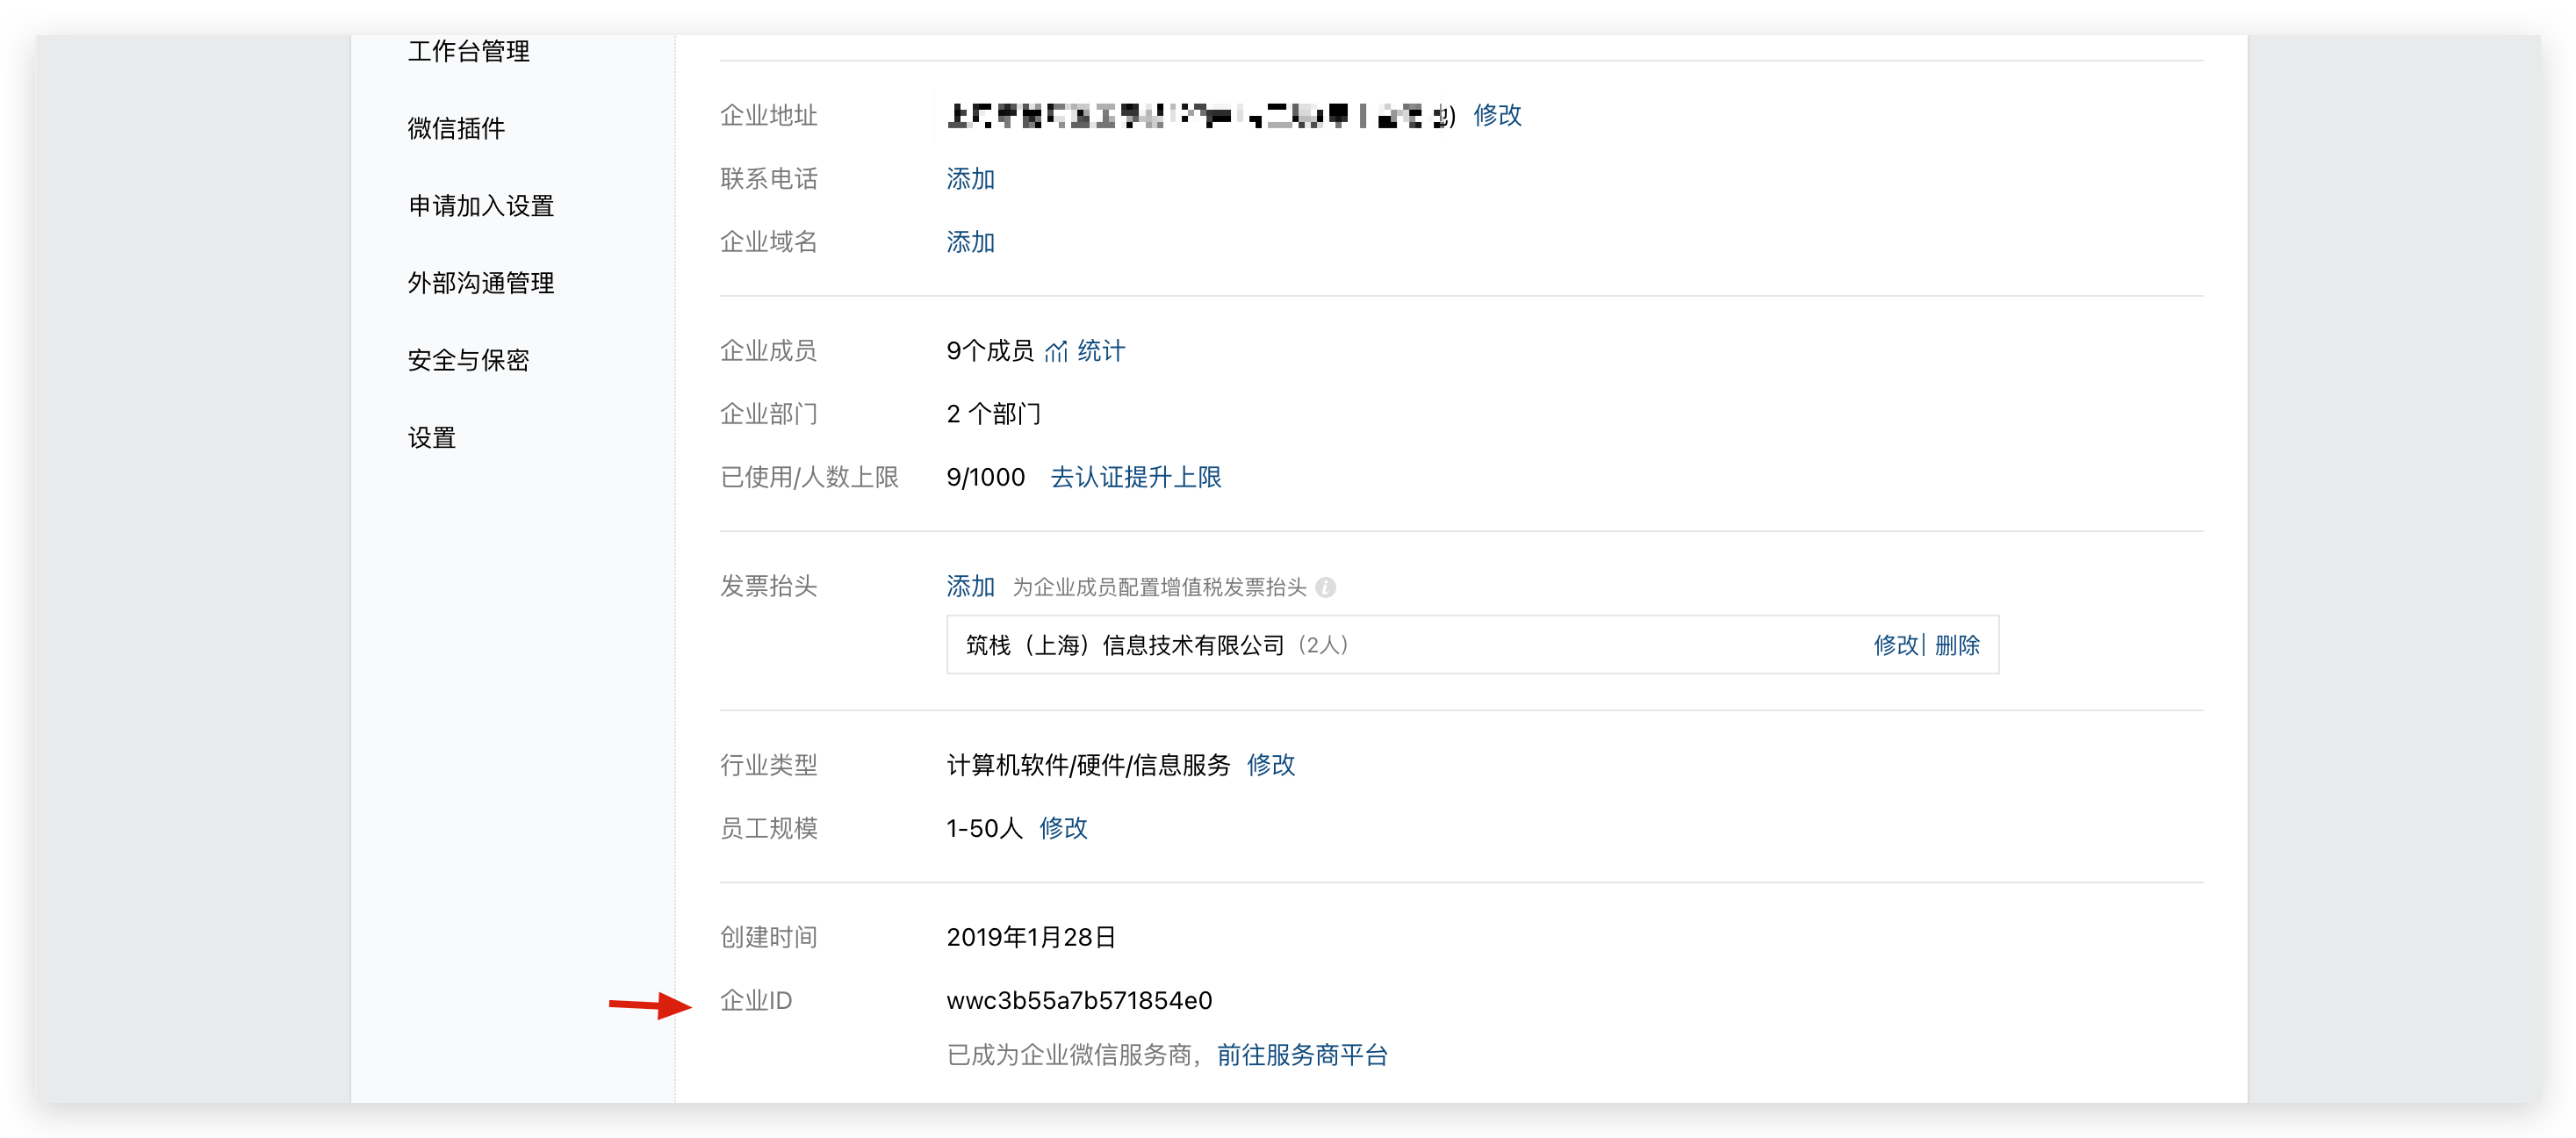 工作台管理
微信插件
申请加入设置
外部沟通管理
安全与保密
设置
企业地址 ) 修改
联系电话 添加
企业域名 添加
企业成员 9个成员 统计
企业部门 2 个部门
已使用/人数上限 9/1000 去认证提升上限
发票抬头 添加 为企业成员配置增值税发票抬头
筑栈（上海）信息技术有限公司（2人） 修改| 删除
行业类型 计算机软件/硬件/信息服务 修改
员工规模 1-50人 修改
创建时间 2019年1月28日
企业ID wwc3b55a7b571854e0
已成为企业微信服务商，前往服务商平台